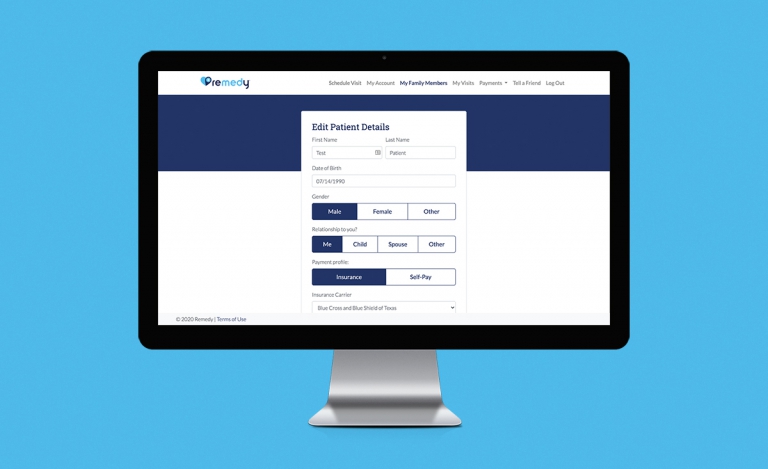 remedy
Schedule Visit My Account My Family Members My Visits Payments Tell a Friend Log Out
Edit Patient Details
First Name Last Name
Test Patient
Date of Birth
07/14/1990
Gender
Male Female Other
Relationship to you?
Me Child Spouse Other
Payment profile:
Insurance Self-Pay
Insurance Carrier
Blue Cross and Blue Shield of Texas
© 2020 Remedy | Terms of Use